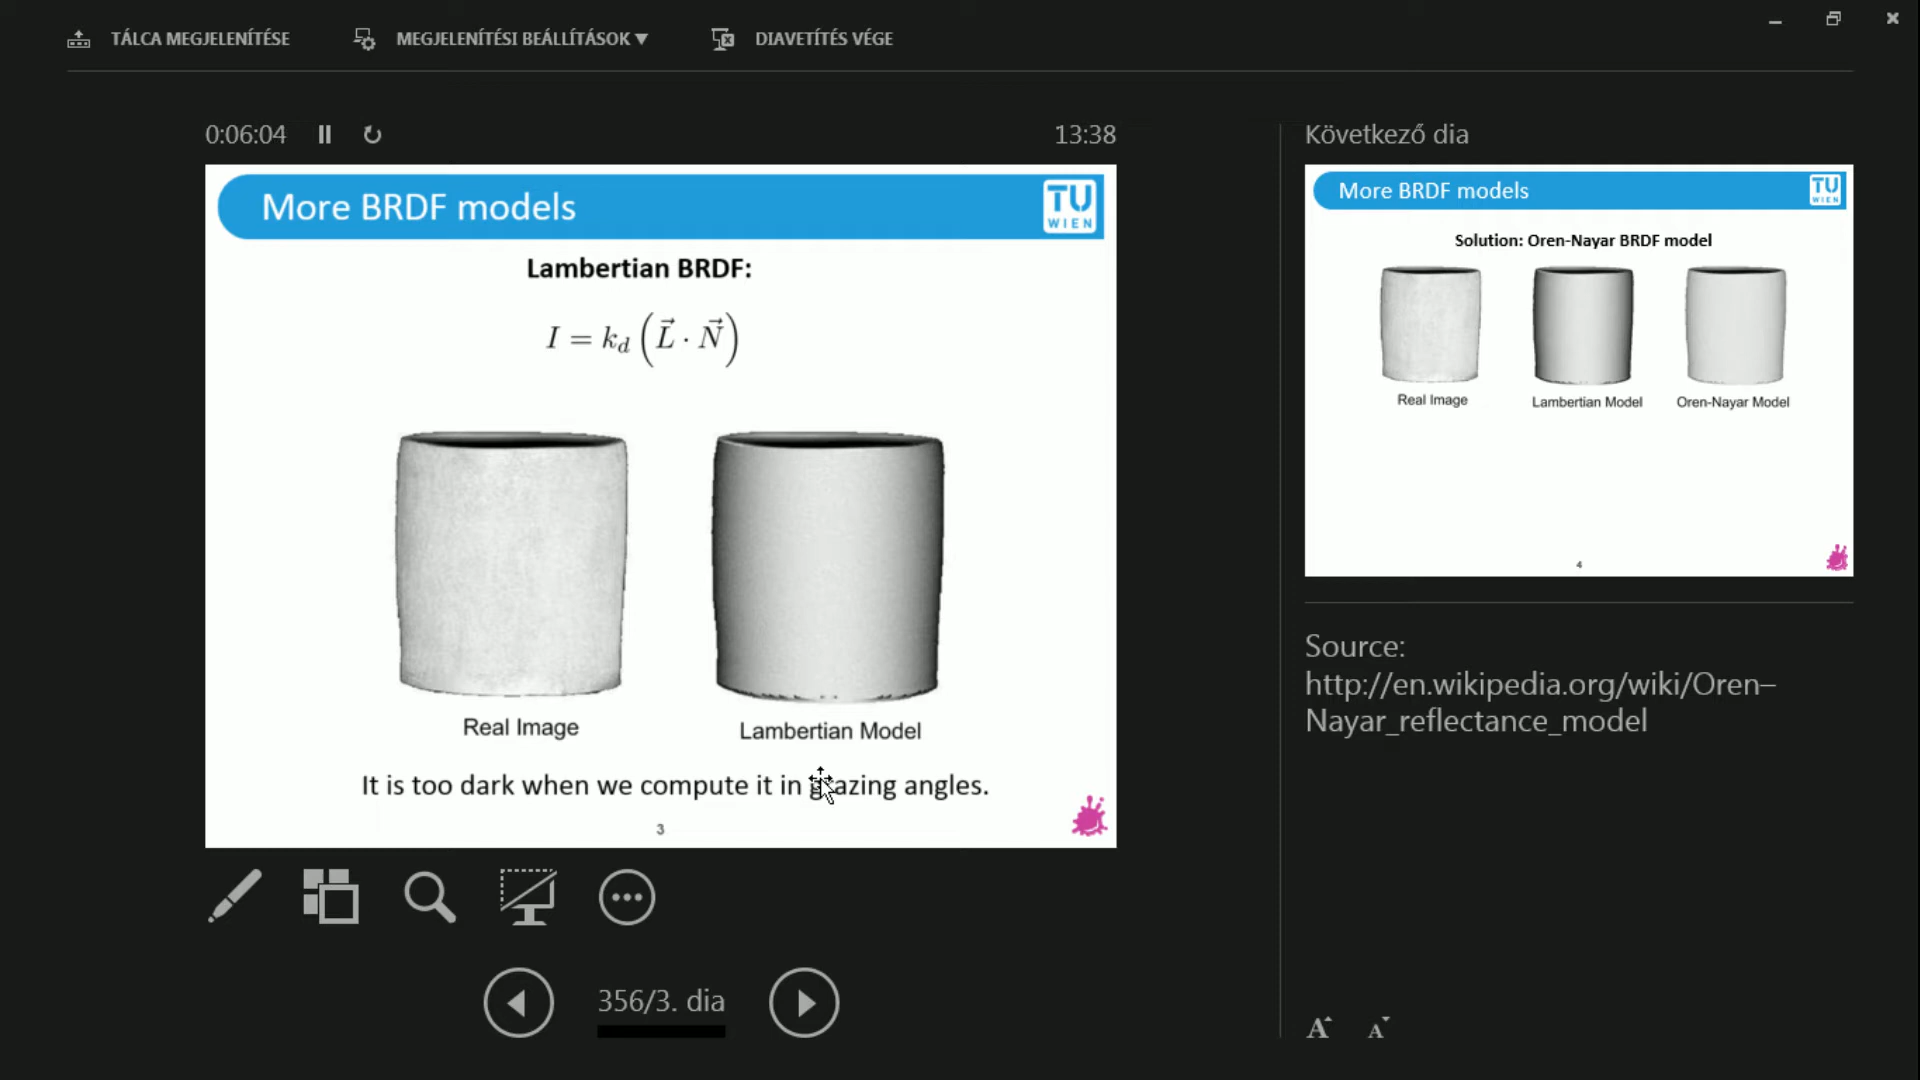 TÁLCA MEGJELENÍTÉSE
MEGJELENÍTÉSI BEÁLLÍTÁSOK
DIAVETÍTÉS VÉGE
0:06:04
13:38
More BRDF models
TU
WIEN
Lambertian BRDF:
I = k_d (L⃗ · N⃗)
Real Image
Lambertian Model
It is too dark when we compute it in grazing angles.
3
356/3. dia
Következő dia
More BRDF models
TU
WIEN
Solution: Oren-Nayar BRDF model
Real Image
Lambertian Model
Oren-Nayar Model
4
Source:
http://en.wikipedia.org/wiki/Oren–
Nayar_reflectance_model
A A